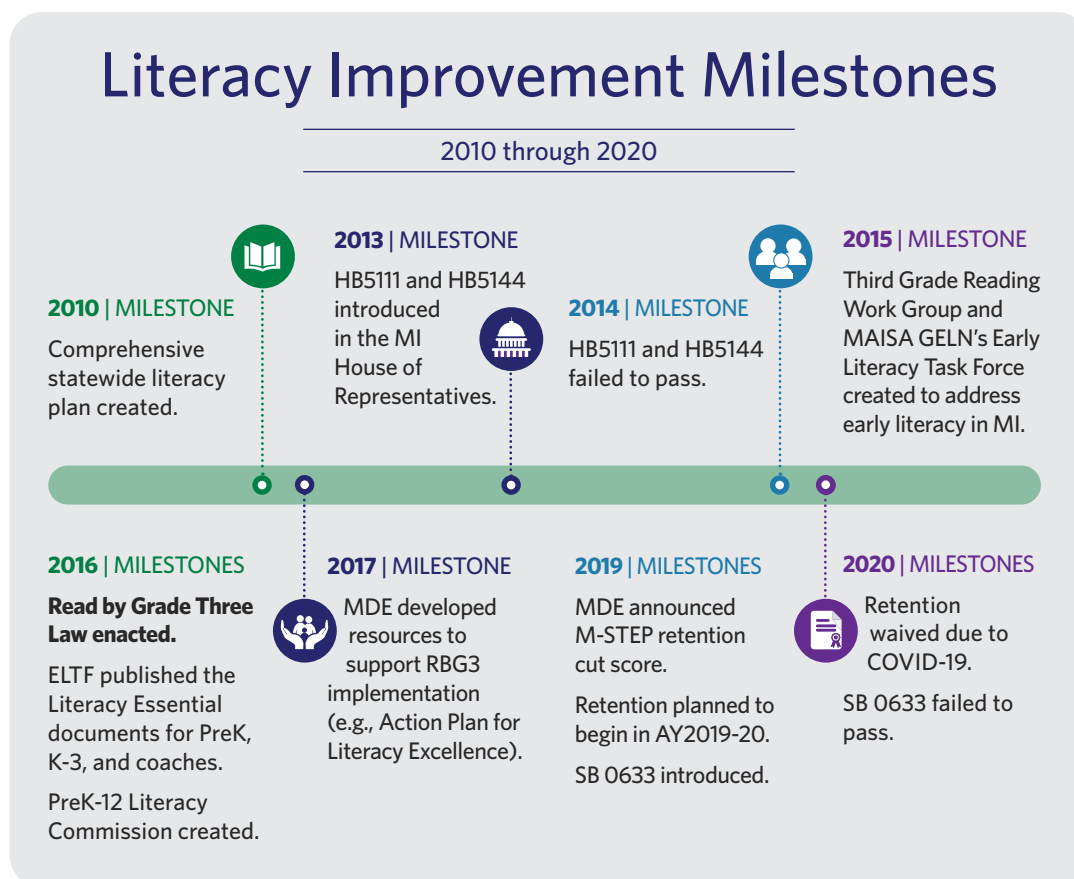 Literacy Improvement Milestones
2010 through 2020
2010 | MILESTONE
Comprehensive
statewide literacy
plan created.
2013 | MILESTONE
HB5111 and HB5144
introduced
in the MI
House of
Representatives.
2014 | MILESTONE
HB5111 and HB5144
failed to pass.
2015 | MILESTONE
Third Grade Reading
Work Group and
MAISA GELN’s Early
Literacy Task Force
created to address
early literacy in MI.
2016 | MILESTONES
Read by Grade Three
Law enacted.
ELTF published the
Literacy Essential
documents for PreK,
K-3, and coaches.
PreK-12 Literacy
Commission created.
2017 | MILESTONE
MDE developed
resources to
support RBG3
implementation
(e.g., Action Plan for
Literacy Excellence).
2019 | MILESTONES
MDE announced
M-STEP retention
cut score.
Retention planned to
begin in AY2019-20.
SB 0633 introduced.
2020 | MILESTONES
Retention
waived due to
COVID-19.
SB 0633 failed to
pass.